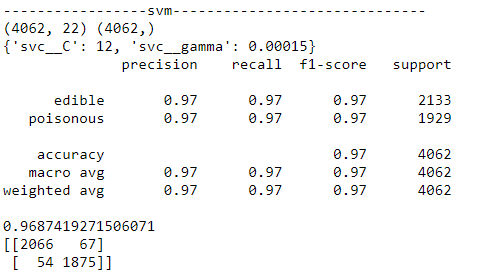 ------------------svm-------------------------------
(4062, 22) (4062,)
{'svc__C': 12, 'svc__gamma': 0.00015}
              precision    recall  f1-score   support

      edible       0.97      0.97      0.97      2133
   poisonous       0.97      0.97      0.97      1929

    accuracy                           0.97      4062
   macro avg       0.97      0.97      0.97      4062
weighted avg       0.97      0.97      0.97      4062

0.9687419271506071
[[2066   67]
 [  54 1875]]